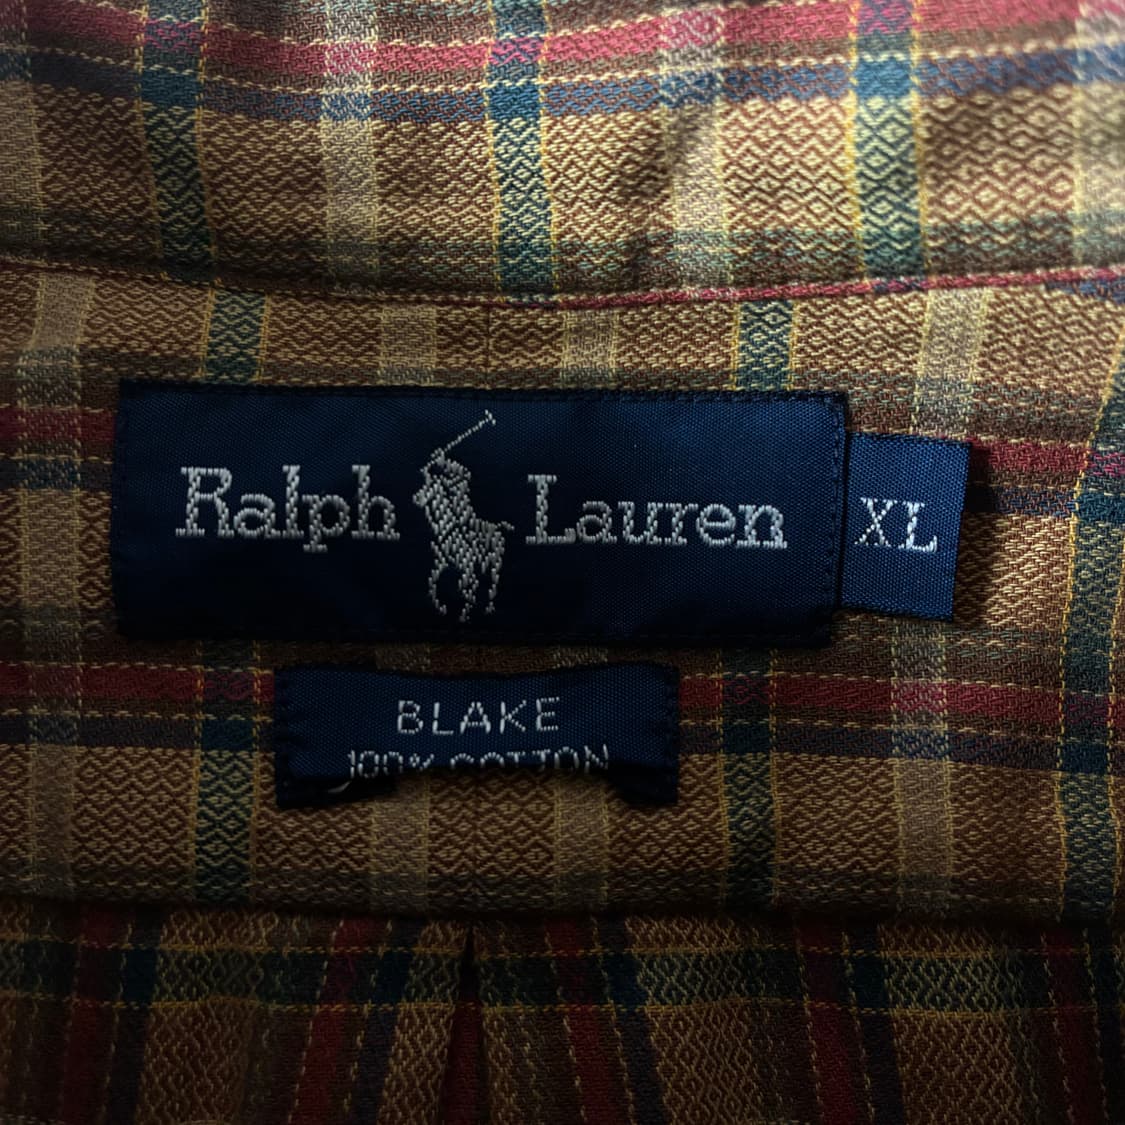 Ralph Lauren
XL
BLAKE
100% COTTON